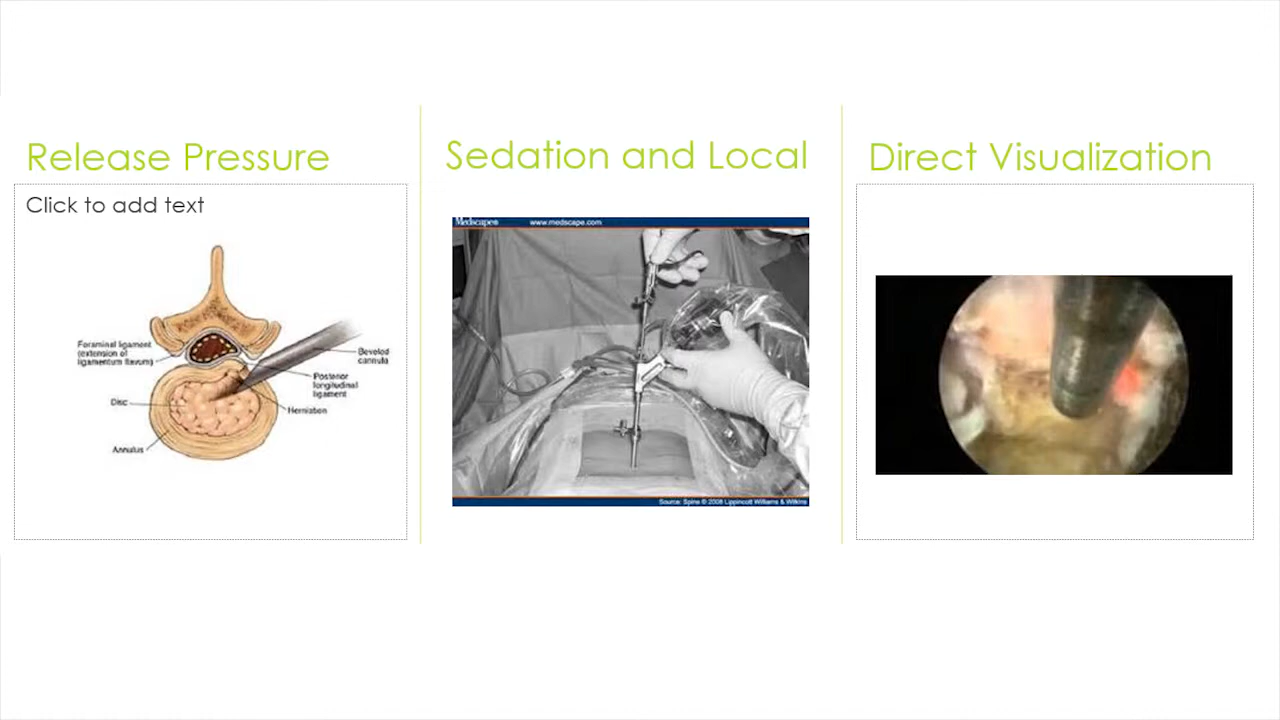 Release Pressure
Click to add text
Foraminal ligament
(extension of
ligamentum flavum)
Beveled
cannula
Posterior
longitudinal
ligament
Disc
Herniation
Annulus
Sedation and Local
Medscape® www.medscape.com
Source: Spine © 2008 Lippincott Williams & Wilkins
Direct Visualization